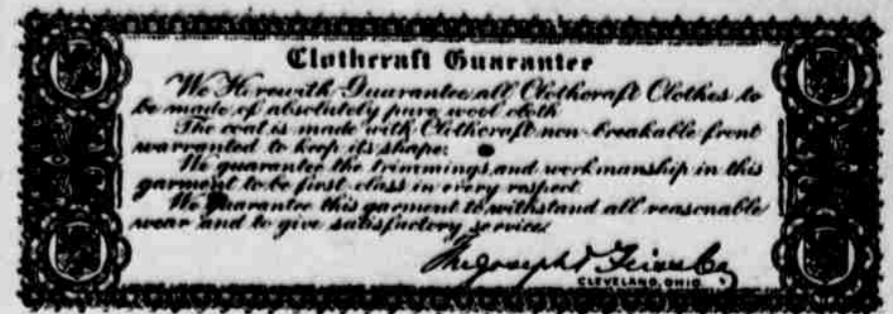 Clothcraft Guarantee
We Herewith Guarantee all Clothcraft Clothes to
be made of absolutely pure wool cloth
The coat is made with Clothcraft non-breakable front
warranted to keep its shape.
We guarantee the trimmings and workmanship in this
garment to be first class in every respect
We guarantee this garment to withstand all reasonable
wear and to give satisfactory service.
The Joseph & Feiss Co
CLEVELAND, OHIO.